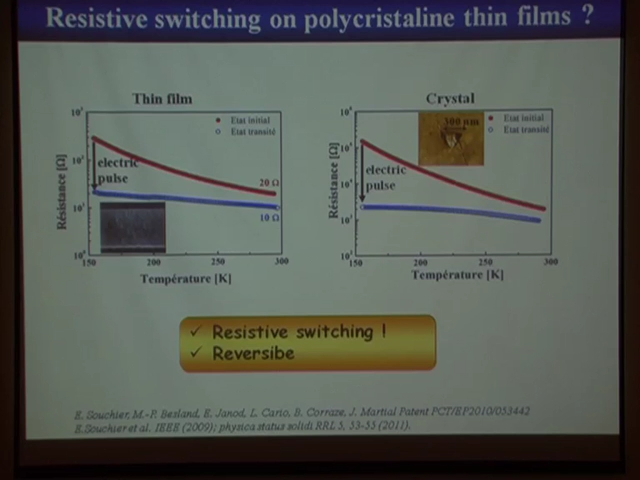 Resistive switching on polycristaline thin films ?
Thin film
Crystal
Etat initial
Etat transité
Etat initial
Etat transité
300 nm
electric
pulse
electric
pulse
20 Ω
10 Ω
Résistance [Ω]
Résistance [Ω]
150 200 250 300
150 200 250 300
Température [K]
Température [K]
✓ Resistive switching !
✓ Reversibe
E. Souchier, M.-P. Besland, E. Janod, L. Cario, B. Corraze, J. Martial Patent PCT/EP2010/053442
E.Souchier et al. IEEE (2009); physica status solidi RRL 5, 53-55 (2011).